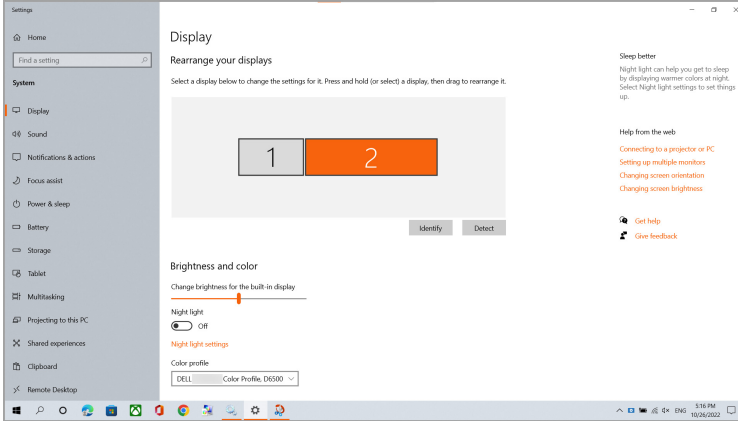 Settings
Home
Find a setting
System
Display
Sound
Notifications & actions
Focus assist
Power & sleep
Battery
Storage
Tablet
Multitasking
Projecting to this PC
Shared experiences
Clipboard
Remote Desktop
Display
Rearrange your displays
Select a display below to change the settings for it. Press and hold (or select) a display, then drag to rearrange it.
1
2
Identify
Detect
Brightness and color
Change brightness for the built-in display
Night light
Off
Night light settings
Color profile
DELL Color Profile, D6500
Sleep better
Night light can help you get to sleep
by displaying warmer colors at night.
Select Night light settings to set things
up.
Help from the web
Connecting to a projector or PC
Setting up multiple monitors
Changing screen orientation
Changing screen brightness
Get help
Give feedback
ENG
5:16 PM
10/26/2022